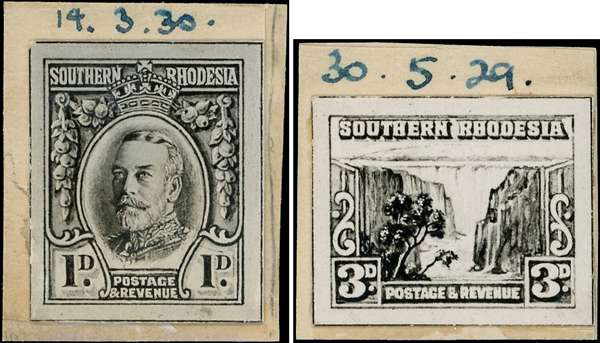 14. 3. 30.
SOUTHERN RHODESIA
1D. 1D.
POSTAGE
& REVENUE
30. 5. 29.
SOUTHERN RHODESIA
3D. 3D.
POSTAGE & REVENUE